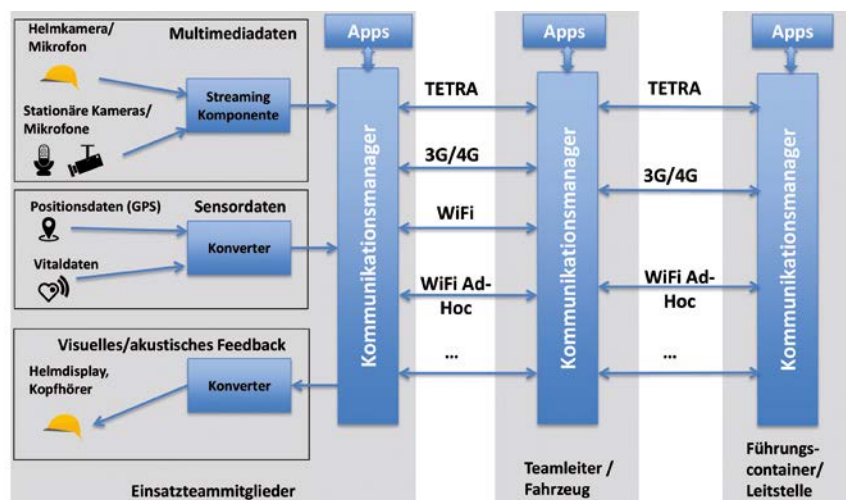 Helmkamera/
Mikrofon
Multimediadaten
Streaming
Komponente
Stationäre Kameras/
Mikrofone
Positionsdaten (GPS)
Sensordaten
Konverter
Vitaldaten
Visuelles/akustisches Feedback
Helmdisplay,
Kopfhörer
Konverter
Einsatzteammitglieder
Apps
Kommunikationsmanager
TETRA
3G/4G
WiFi
WiFi Ad-
Hoc
...
Apps
Kommunikationsmanager
Teamleiter /
Fahrzeug
TETRA
3G/4G
WiFi Ad-
Hoc
...
Apps
Kommunikationsmanager
Führungs-
container/
Leitstelle